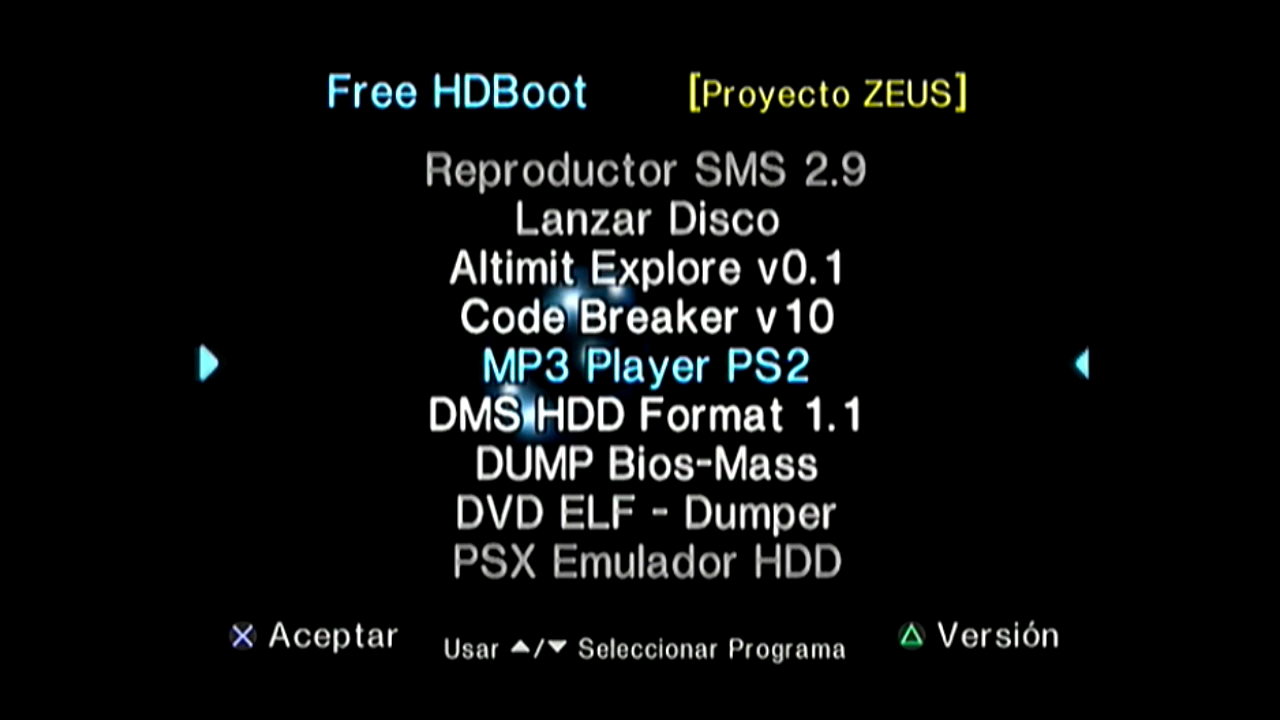 Free HDBoot [Proyecto ZEUS]
Reproductor SMS 2.9
Lanzar Disco
Altimit Explore v0.1
Code Breaker v10
MP3 Player PS2
DMS HDD Format 1.1
DUMP Bios-Mass
DVD ELF - Dumper
PSX Emulador HDD
Aceptar Usar ▲/▼ Seleccionar Programa Versión